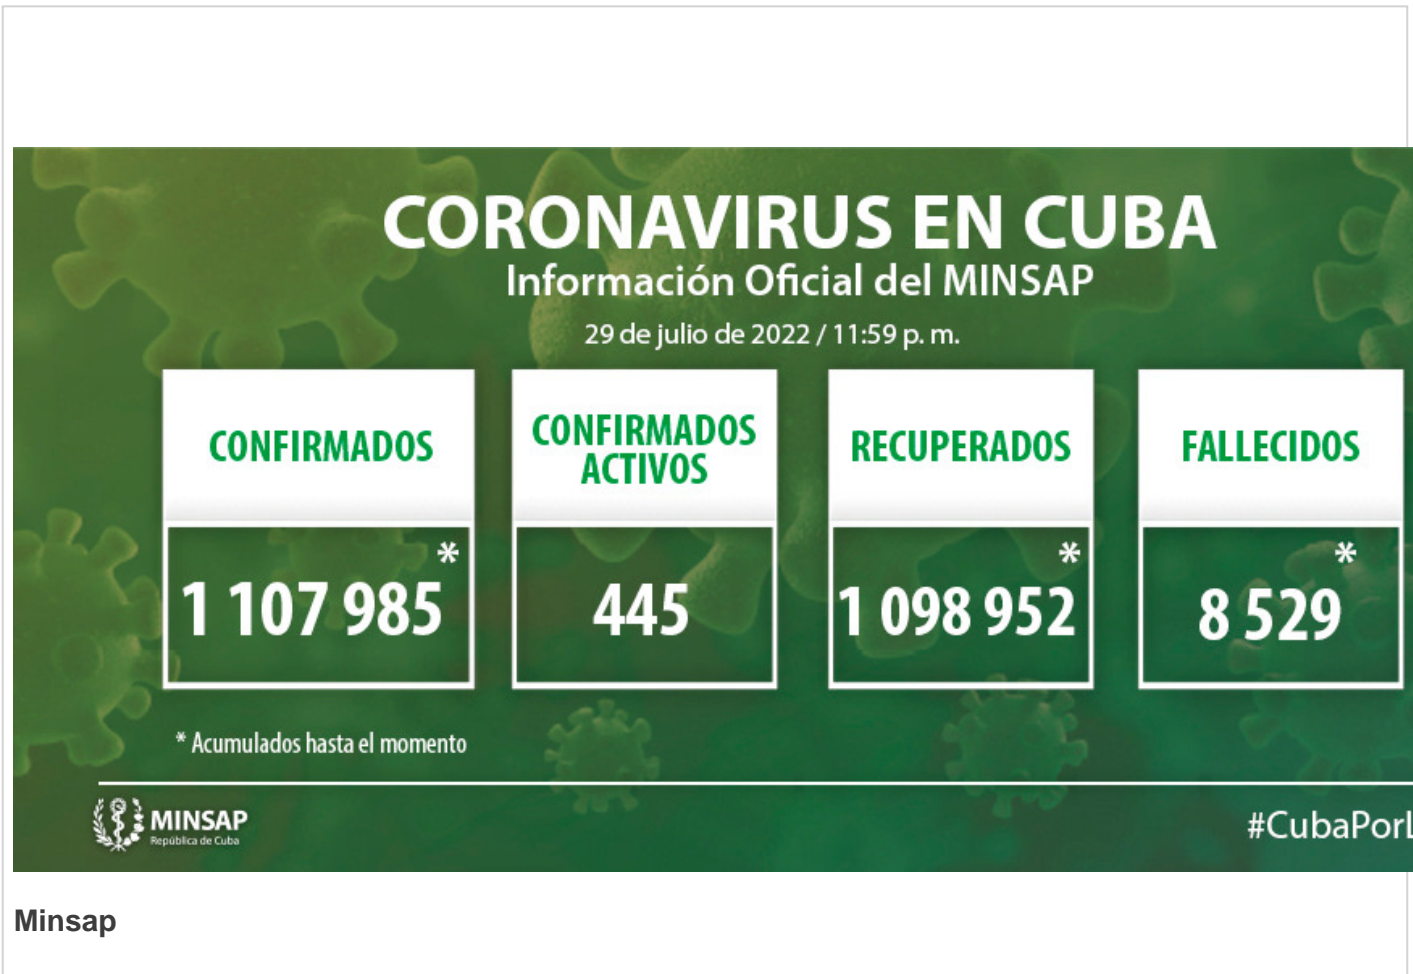 CORONAVIRUS EN CUBA
Información Oficial del MINSAP
29 de julio de 2022 / 11:59 p. m.
CONFIRMADOS
1 107 985*
CONFIRMADOS
ACTIVOS
445
RECUPERADOS
1 098 952*
FALLECIDOS
8 529*
* Acumulados hasta el momento
MINSAP
República de Cuba
#CubaPorL
Minsap